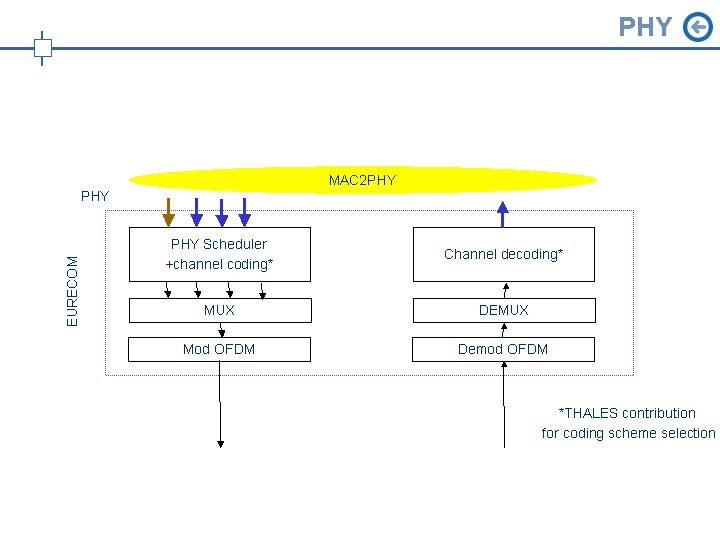 PHY
MAC2PHY
PHY
EURECOM
PHY Scheduler
+channel coding*
Channel decoding*
MUX
DEMUX
Mod OFDM
Demod OFDM
*THALES contribution
for coding scheme selection